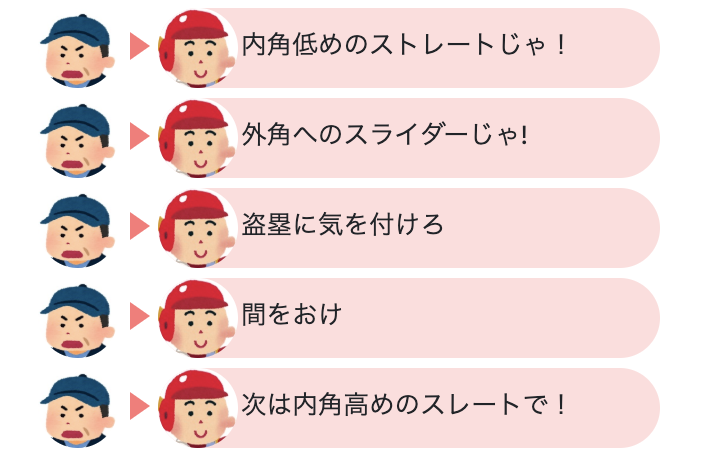 内角低めのストレートじゃ！
外角へのスライダーじゃ!
盗塁に気を付けろ
間をおけ
次は内角高めのスレートで！